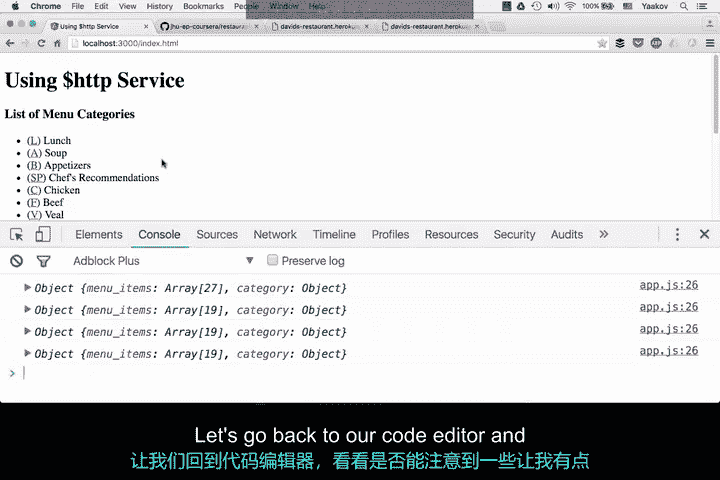 Chrome File Edit View History Bookmarks People Window Help 100% Yaakov
Using $http Service jhu-ep-coursera/restaura davids-restaurant.heroku davids-restaurant.heroku
localhost:3000/index.html
Using $http Service
List of Menu Categories
(L) Lunch
(A) Soup
(B) Appetizers
(SP) Chef's Recommendations
(C) Chicken
(F) Beef
(V) Veal
Elements Console Sources Network Timeline Profiles Resources Security Audits
Adblock Plus Preserve log
Object {menu_items: Array[27], category: Object} app.js:26
Object {menu_items: Array[19], category: Object} app.js:26
Object {menu_items: Array[19], category: Object} app.js:26
Object {menu_items: Array[19], category: Object} app.js:26
Let's go back to our code editor and
让我们回到代码编辑器，看看是否能注意到一些让我有点